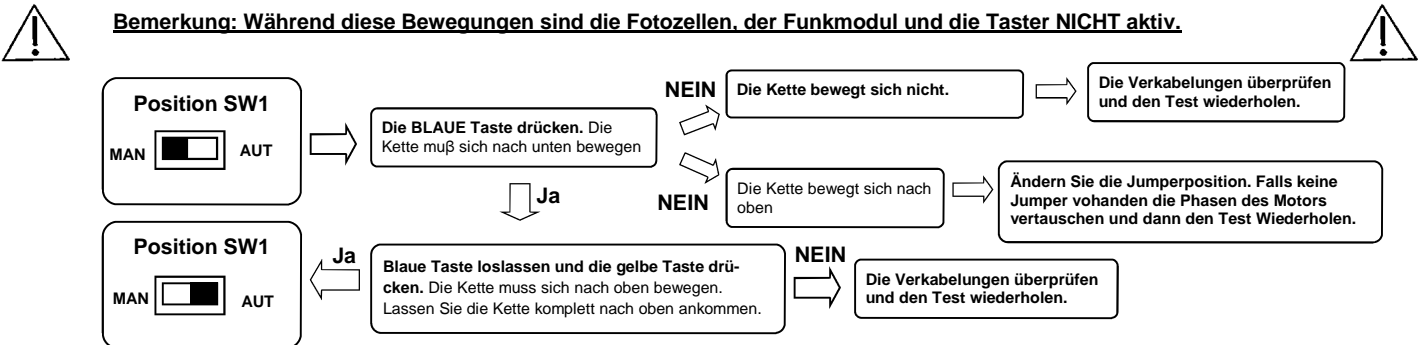 Bemerkung: Während diese Bewegungen sind die Fotozellen, der Funkmodul und die Taster NICHT aktiv.
Position SW1
MAN
AUT
Die BLAUE Taste drücken. Die
Kette muβ sich nach unten bewegen
NEIN
Die Kette bewegt sich nicht.
Die Verkabelungen überprüfen
und den Test wiederholen.
NEIN
Die Kette bewegt sich nach
oben
Ändern Sie die Jumperposition. Falls keine
Jumper vohanden die Phasen des Motors
vertauschen und dann den Test Wiederholen.
Ja
Blaue Taste loslassen und die gelbe Taste drü-
cken. Die Kette muss sich nach oben bewegen.
Lassen Sie die Kette komplett nach oben ankommen.
NEIN
Die Verkabelungen überprüfen
und den Test wiederholen.
Ja
Position SW1
MAN
AUT